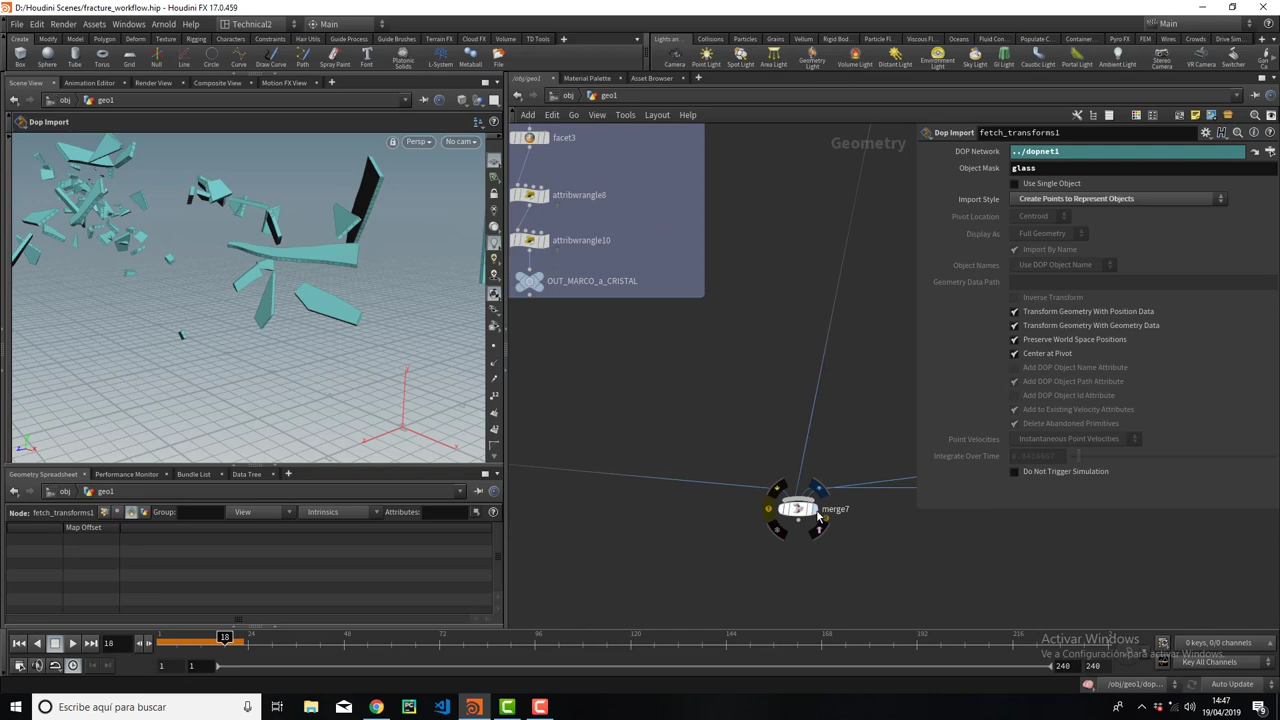 D:/Houdini Scenes/fracture_workflow.hip - Houdini FX 17.0.459
File Edit Render Assets Windows Arnold Help Technical2 Main Main
Create Modify Model Polygon Deform Texture Rigging Characters Constraints Hair Utils Guide Process Guide Brushes Terrain FX Cloud FX Volume TD Tools
Lights an Collisions Particles Grains Vellum Rigid Bod Particle Fl Viscous Fl Oceans Fluid Con Populate C Container Pyro FX FEM Wires Crowds Drive Sim
Sphere Tube Torus Grid Null Line Circle Curve Draw Curve Path Spray Paint Font Platonic Solids L-System Metaball File
Camera Point Light Spot Light Area Light Geometry Light Volume Light Distant Light Environment Light Sky Light GI Light Caustic Light Portal Light Ambient Light Stereo Camera VR Camera Switcher
Scene View Animation Editor Render View Composite View Motion FX View
/obj/geo1 Material Palette Asset Browser
obj geo1
obj geo1
Dop Import
Add Edit Go View Tools Layout Help
Persp No cam
Geometry
facet3
attribwrangle8
attribwrangle10
OUT_MARCO_a_CRISTAL
merge7
Dop Import fetch_transforms1
DOP Network ../dopnet1
Object Mask glass
Use Single Object
Import Style Create Points to Represent Objects
Pivot Location Centroid
Display As Full Geometry
Import By Name
Object Names Use DOP Object Name
Geometry Data Path
Inverse Transform
Transform Geometry With Position Data
Transform Geometry With Geometry Data
Preserve World Space Positions
Center at Pivot
Add DOP Object Name Attribute
Add DOP Object Path Attribute
Add DOP Object Id Attribute
Add to Existing Velocity Attributes
Delete Abandoned Primitives
Point Velocities Instantaneous Point Velocities
Integrate Over Time 0.0416667
Do Not Trigger Simulation
Geometry Spreadsheet Performance Monitor Bundle List Data Tree
obj geo1
Node: fetch_transforms1 Group: View Intrinsics Attributes:
Map Offset
18 1 18 24 48 72 96 120 144 168 192 216
1 1 240 240
0 keys, 0/0 channels
Key All Channels
Activar Windows
Ve a Configuración para activar Windows.
/obj/geo1/dop... Auto Update
Escribe aquí para buscar
14:47
19/04/2019